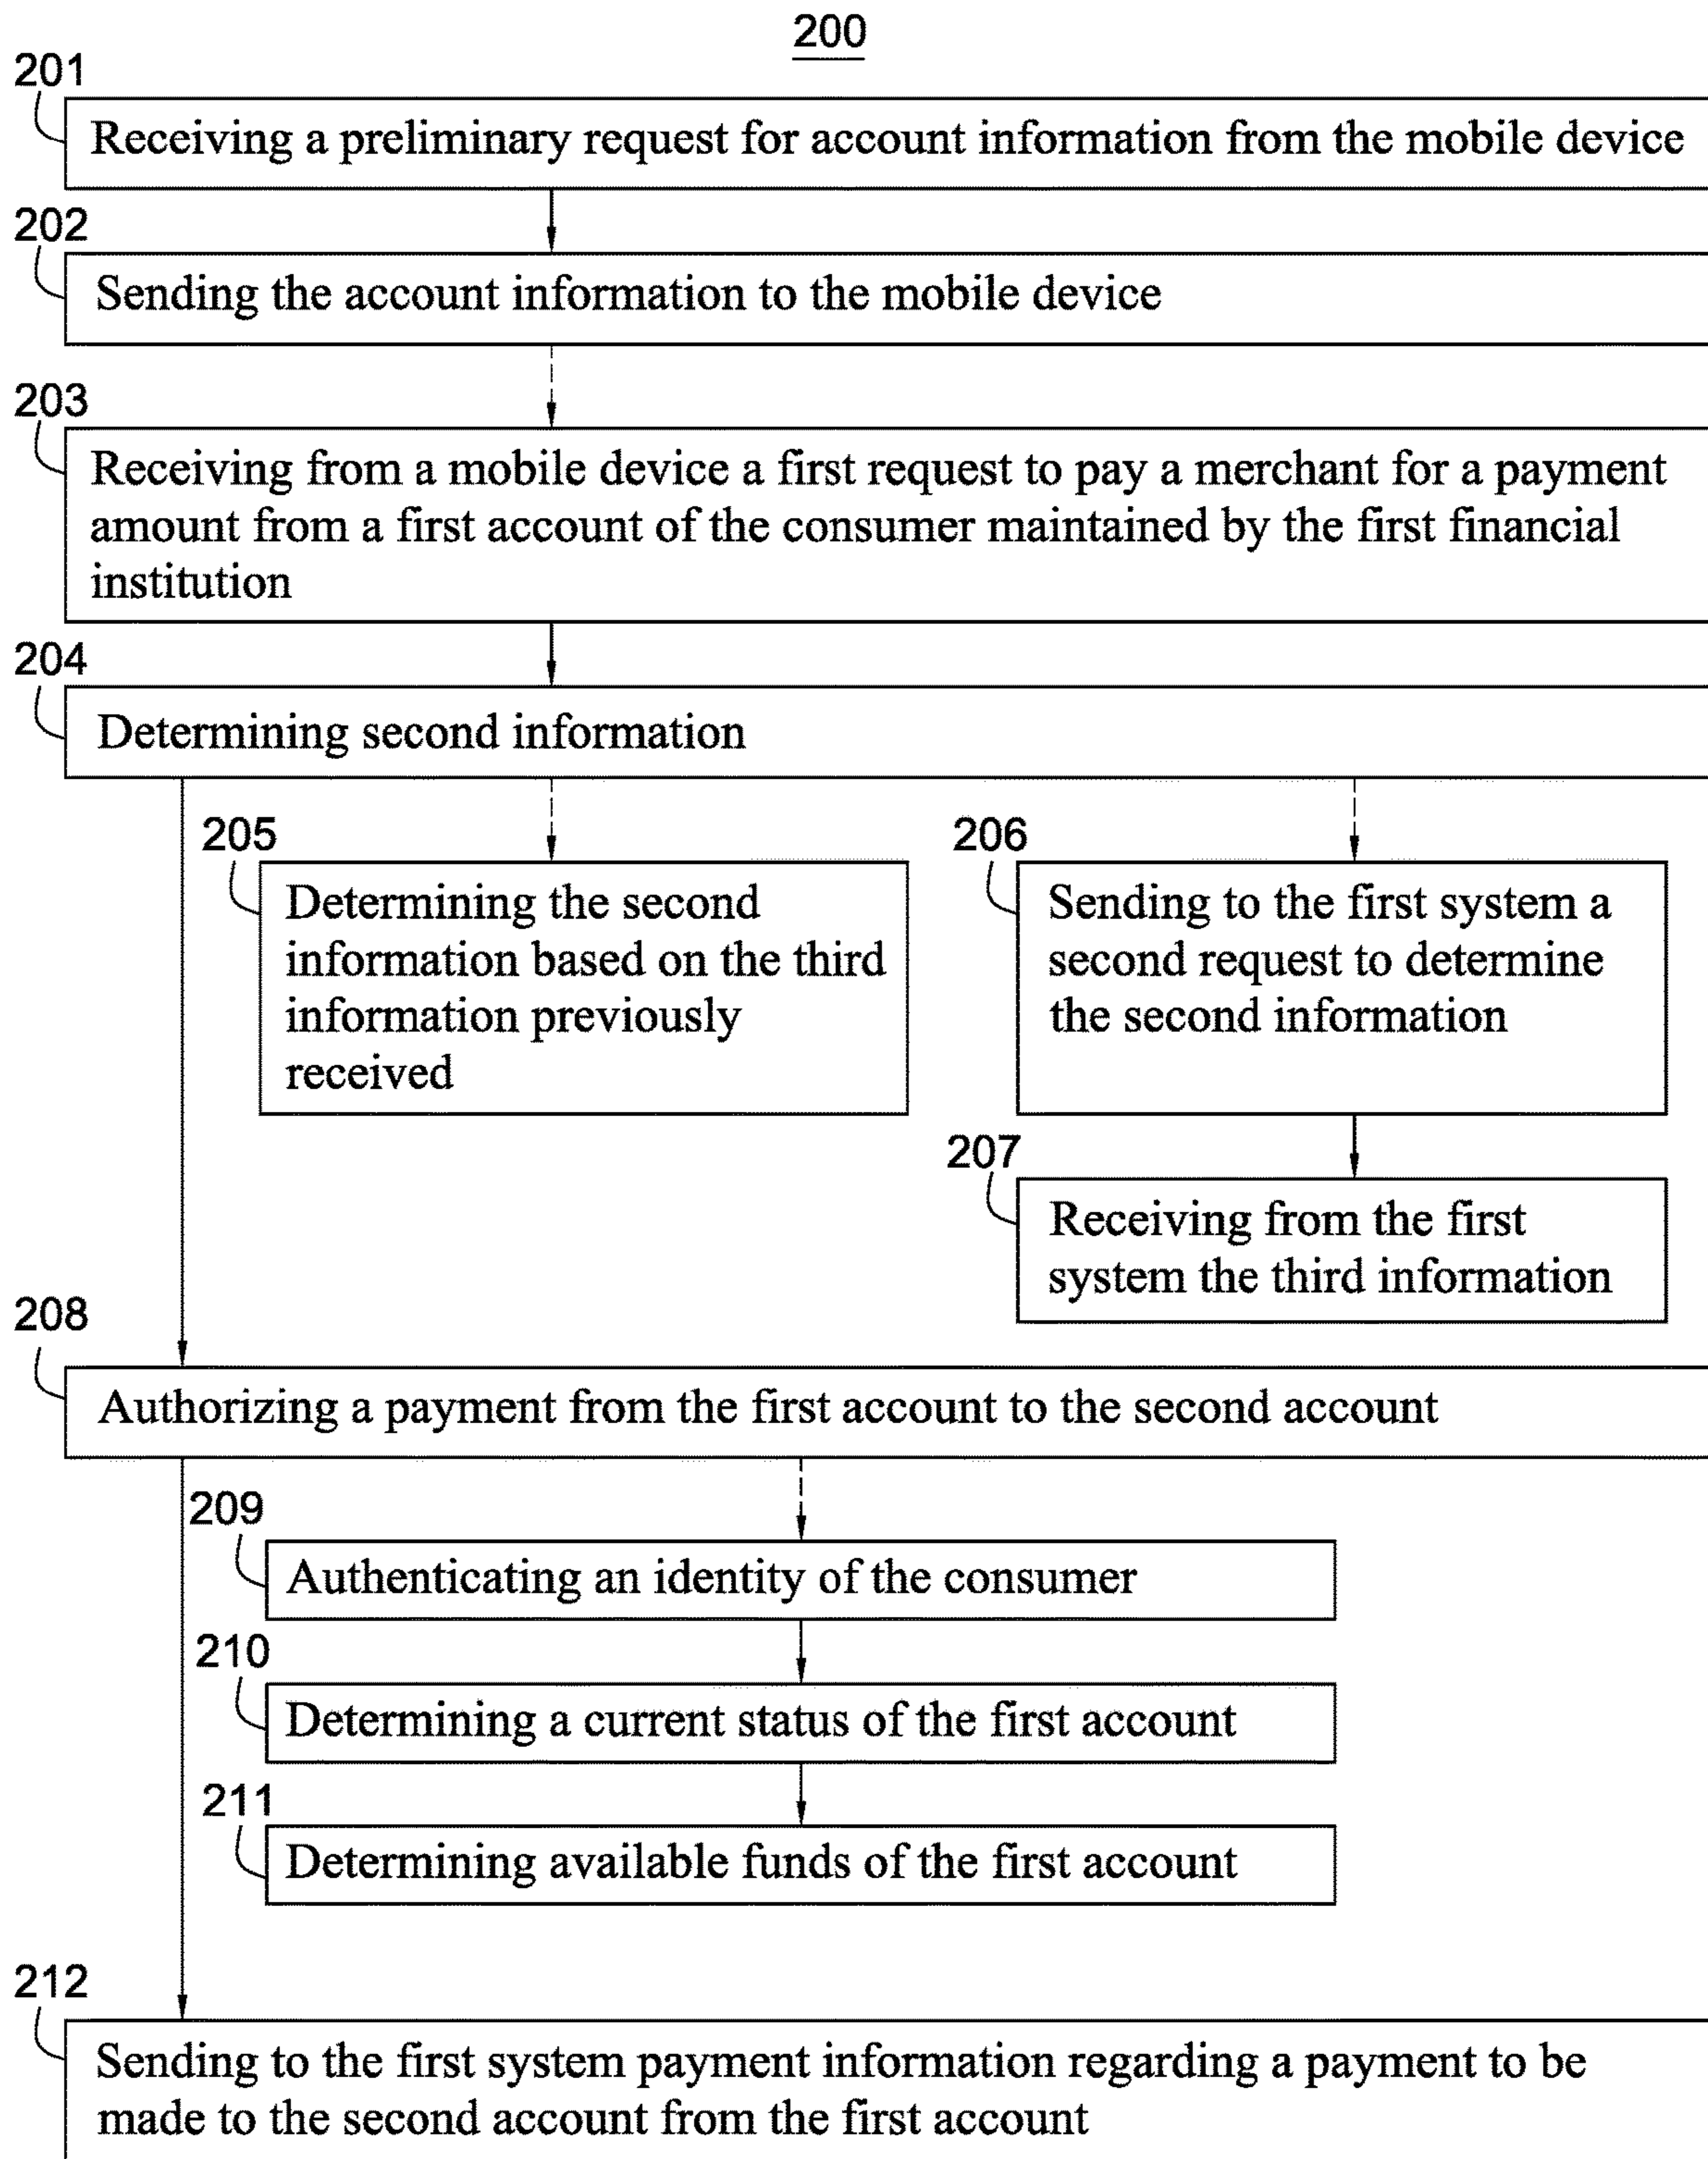 200
201
Receiving a preliminary request for account information from the mobile device
202
Sending the account information to the mobile device
203
Receiving from a mobile device a first request to pay a merchant for a payment
amount from a first account of the consumer maintained by the first financial
institution
204
Determining second information
205
Determining the second
information based on the third
information previously
received
206
Sending to the first system a
second request to determine
the second information
207
Receiving from the first
system the third information
208
Authorizing a payment from the first account to the second account
209
Authenticating an identity of the consumer
210
Determining a current status of the first account
211
Determining available funds of the first account
212
Sending to the first system payment information regarding a payment to be
made to the second account from the first account